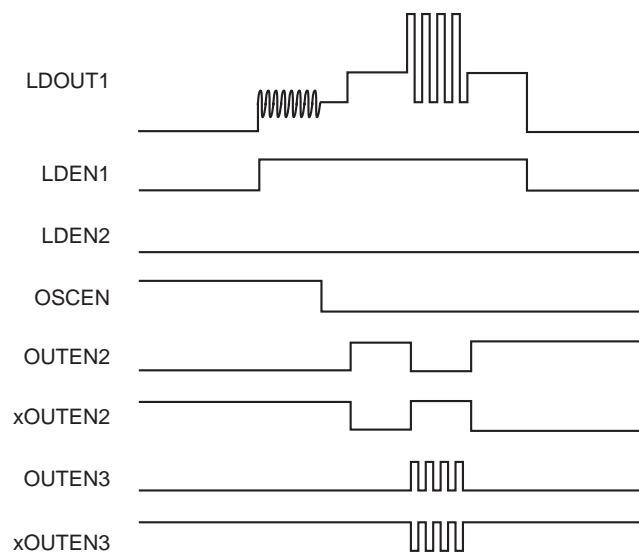 LDOUT1
LDEN1
LDEN2
OSCEN
OUTEN2
xOUTEN2
OUTEN3
xOUTEN3